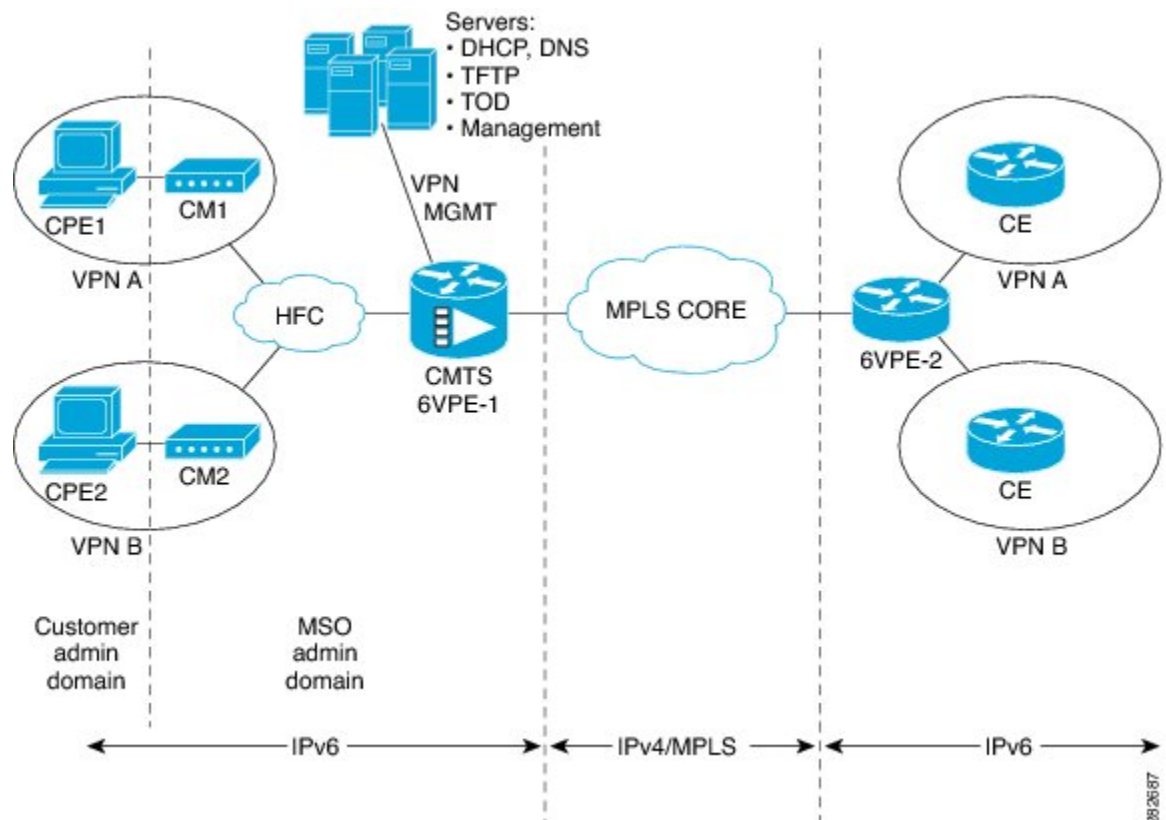 Servers:
• DHCP, DNS
• TFTP
• TOD
• Management
VPN
MGMT
CPE1
CM1
VPN A
HFC
CMTS
6VPE-1
MPLS CORE
6VPE-2
CE
VPN A
CPE2
CM2
VPN B
CE
VPN B
Customer
admin
domain
MSO
admin
domain
IPv6
IPv4/MPLS
IPv6
282687